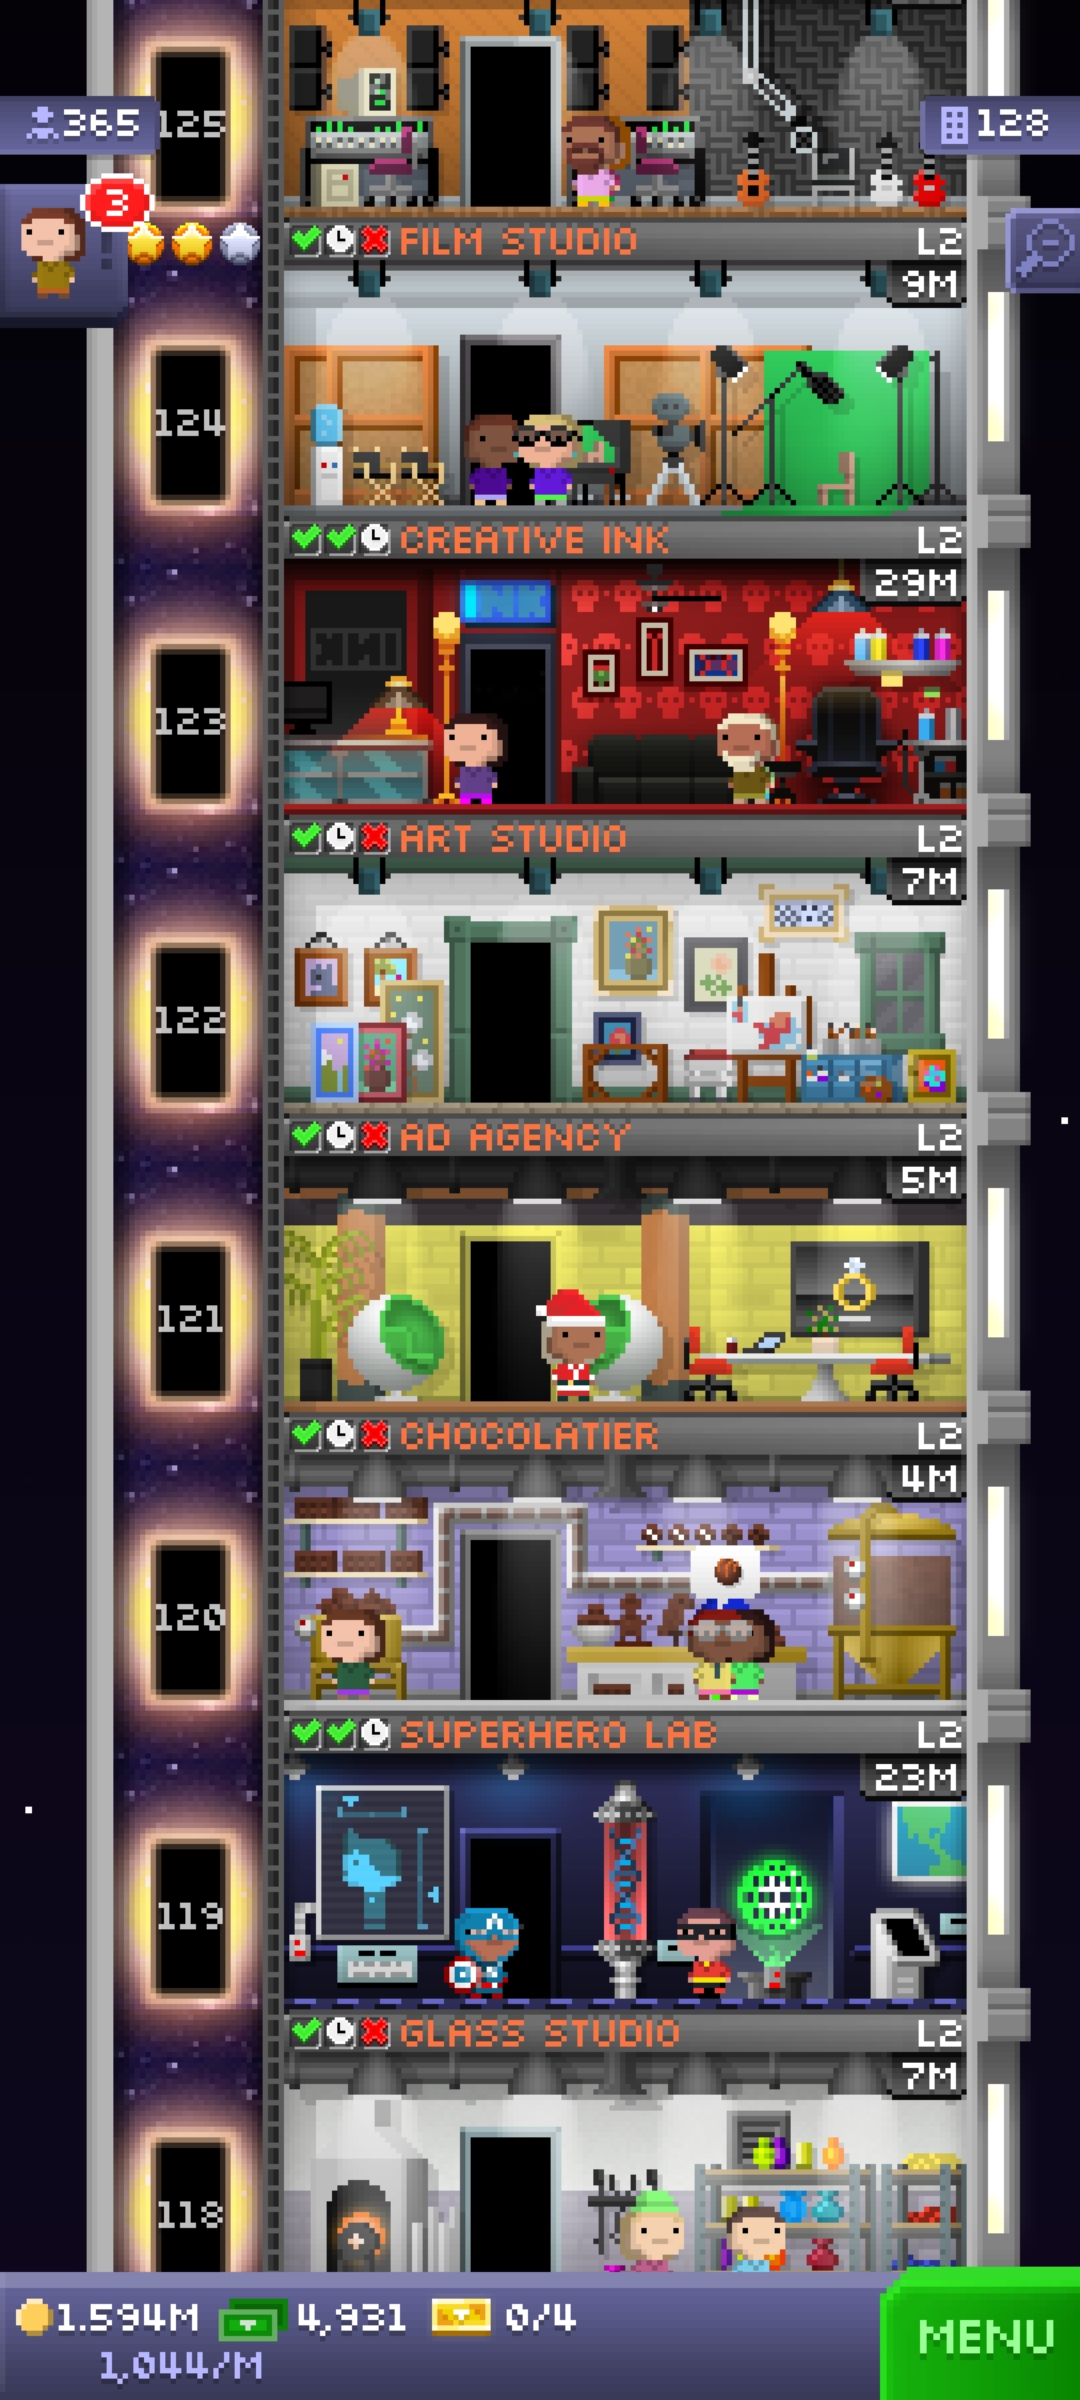 125
365
128
3
FILM STUDIO L2
9M
124
CREATIVE INK L2
29M
INK
INK
123
ART STUDIO L2
7M
122
AD AGENCY L2
5M
121
CHOCOLATIER L2
4M
120
SUPERHERO LAB L2
23M
119
GLASS STUDIO L2
7M
118
1.594M 4,931 0/4
1,044/M
MENU